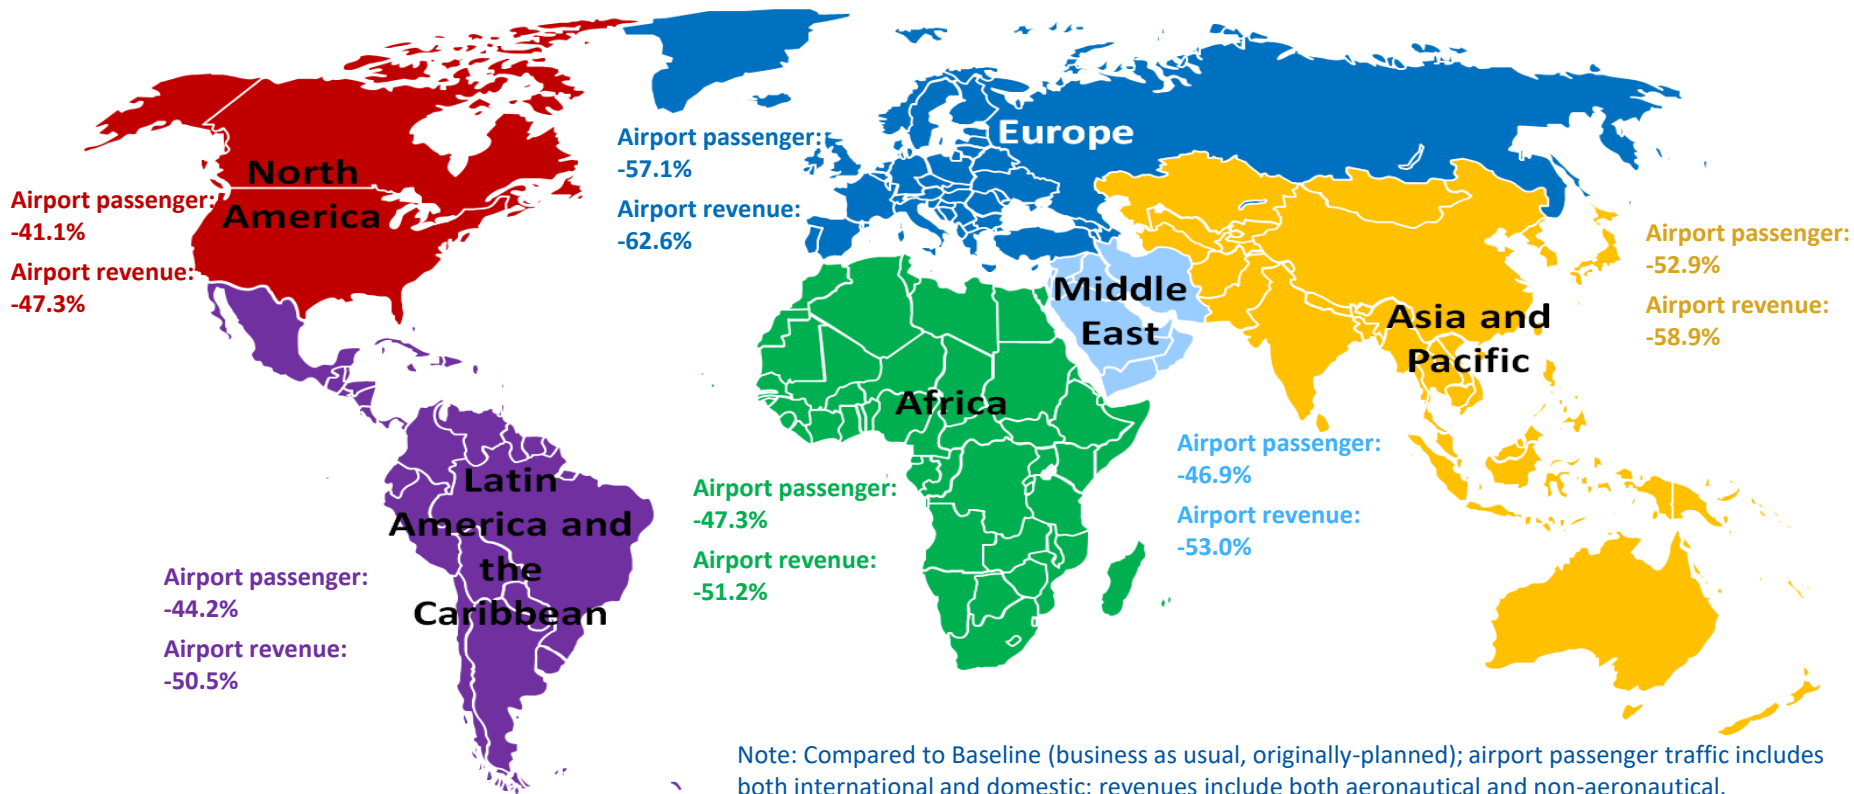 North
America
Airport passenger:
-41.1%
Airport revenue:
-47.3%
Airport passenger:
-57.1%
Airport revenue:
-62.6%
Europe
Airport passenger:
-52.9%
Airport revenue:
-58.9%
Middle
East
Asia and
Pacific
Africa
Airport passenger:
-46.9%
Airport revenue:
-53.0%
Latin
America and
the
Caribbean
Airport passenger:
-47.3%
Airport revenue:
-51.2%
Airport passenger:
-44.2%
Airport revenue:
-50.5%
Note: Compared to Baseline (business as usual, originally-planned); airport passenger traffic includes
both international and domestic; revenues include both aeronautical and non-aeronautical.